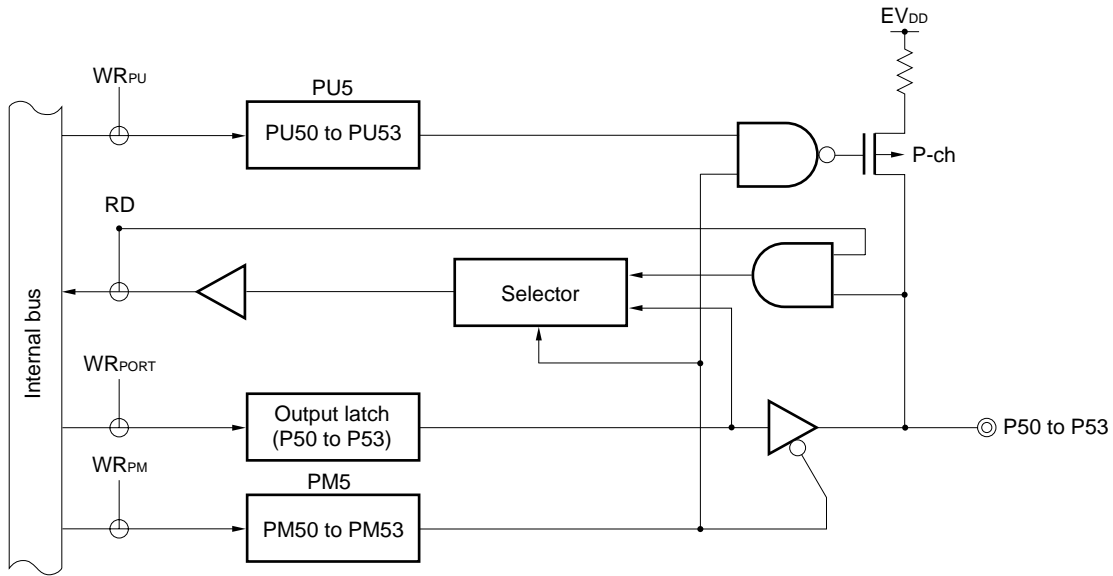 EVDD
WRPU
PU5
PU50 to PU53
P-ch
RD
Selector
Internal bus
WRPORT
Output latch
(P50 to P53)
P50 to P53
WRPM
PM5
PM50 to PM53